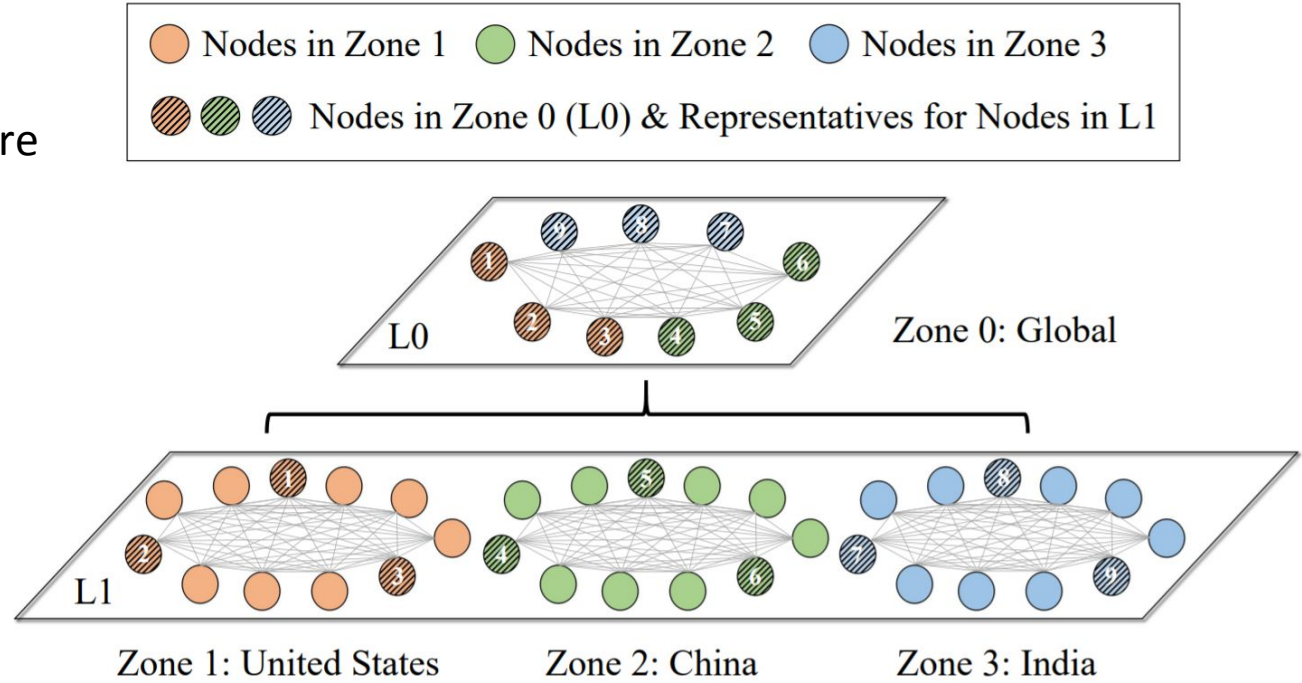 Nodes in Zone 1 Nodes in Zone 2 Nodes in Zone 3
Nodes in Zone 0 (L0) & Representatives for Nodes in L1
re
9 8 7
1 6
2 3 4 5
L0
Zone 0: Global
1 5 8
2 3 4 6 7 9
L1
Zone 1: United States Zone 2: China Zone 3: India